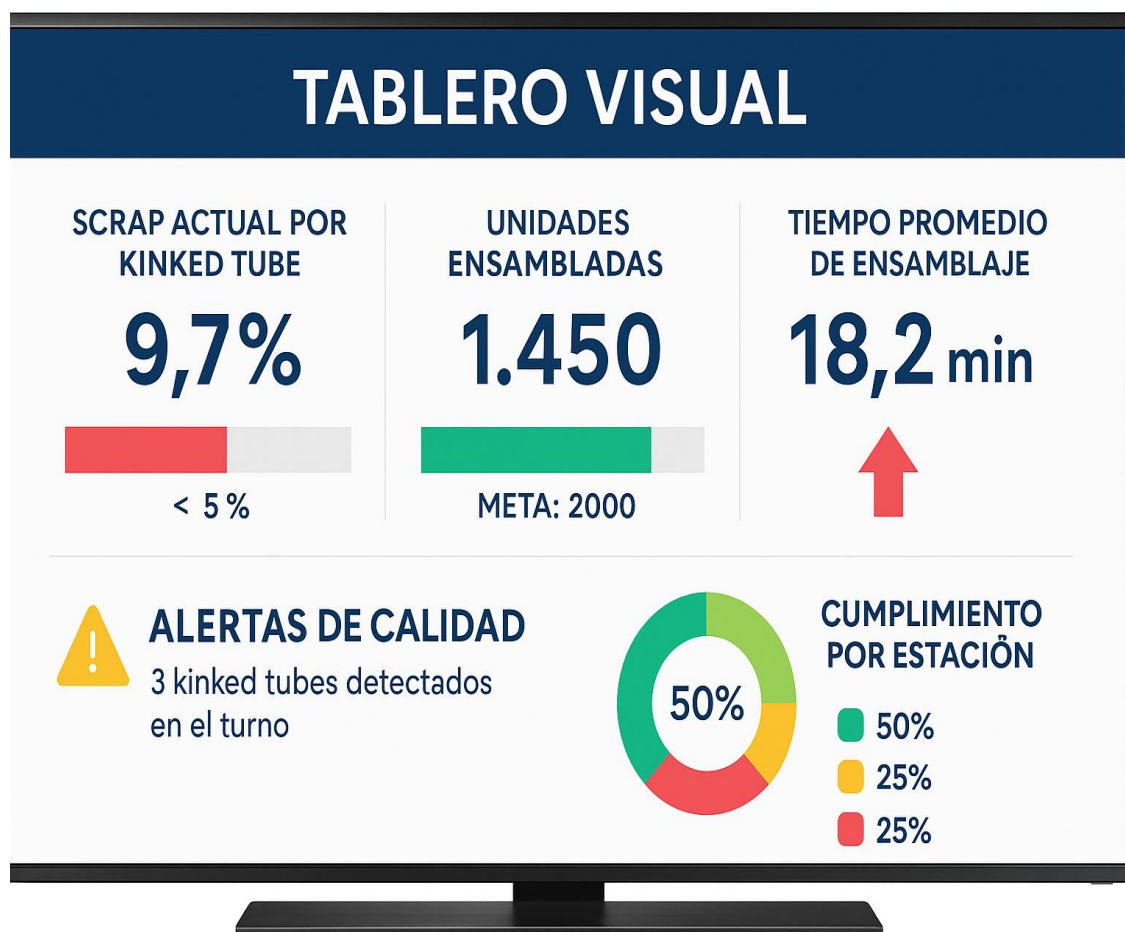 TABLERO VISUAL
SCRAP ACTUAL POR
KINKED TUBE
9,7%
< 5 %
UNIDADES
ENSAMBLADAS
1.450
META: 2000
TIEMPO PROMEDIO
DE ENSAMBLAJE
18,2 min
!
ALERTAS DE CALIDAD
3 kinked tubes detectados
en el turno
50%
CUMPLIMIENTO
POR ESTACIÖN
50%
25%
25%